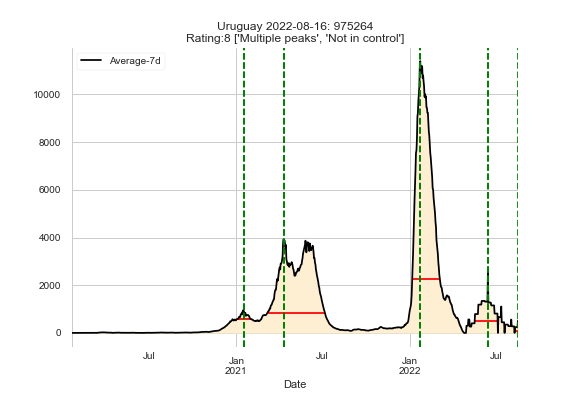 Uruguay 2022-08-16: 975264
Rating:8 ['Multiple peaks', 'Not in control']
Average-7d
10000
8000
6000
4000
2000
0
Jul
Jan
2021
Jul
Jan
2022
Jul
Date